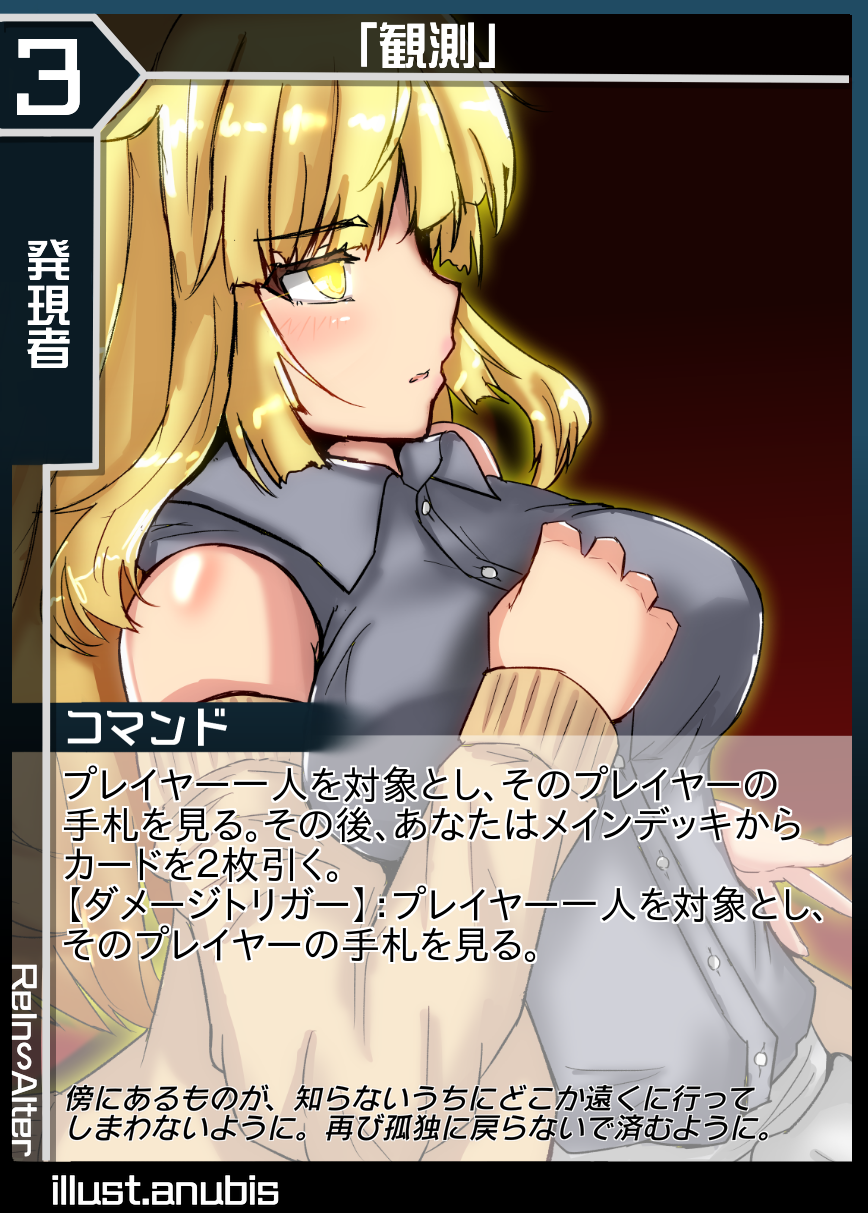 3
「観測」
発現者
コマンド
プレイヤー一人を対象とし、そのプレイヤーの
手札を見る。その後、あなたはメインデッキから
カードを2枚引く。
【ダメージトリガー】:プレイヤー一人を対象とし、
そのプレイヤーの手札を見る。
傍にあるものが、知らないうちにどこか遠くに行って
しまわないように。再び孤独に戻らないで済むように。
ReIn∽Alter
illust.anubis